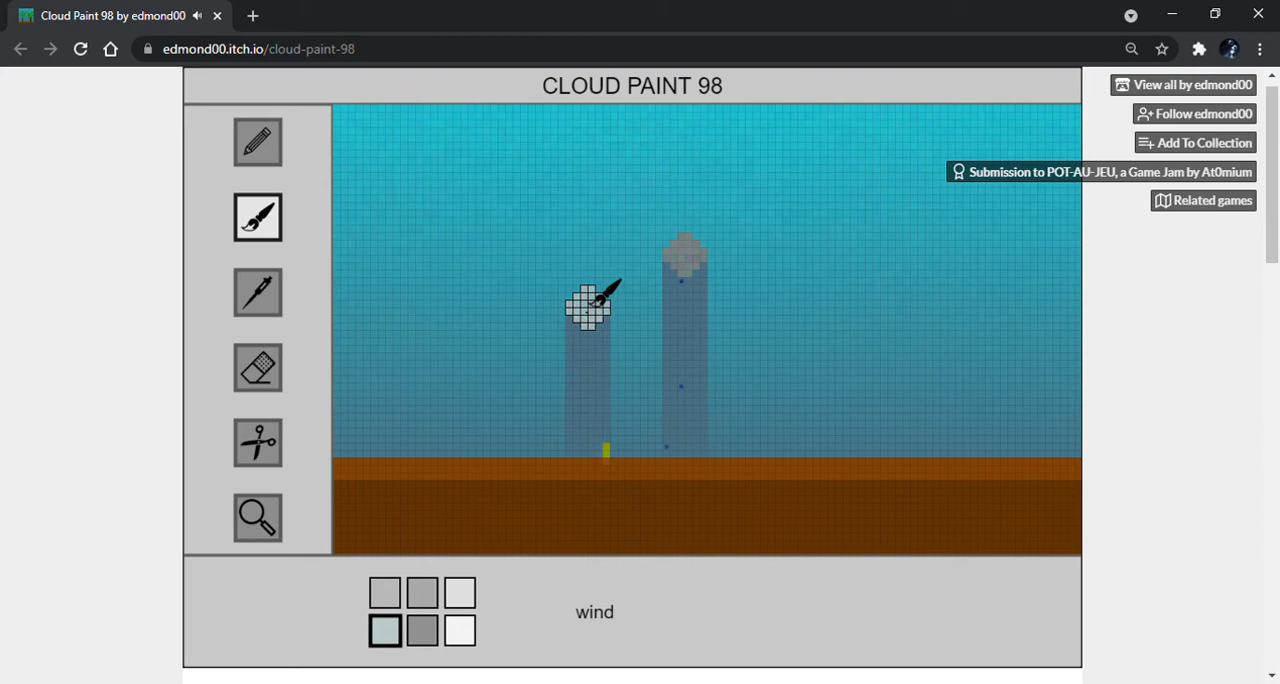 Cloud Paint 98 by edmond00
edmond00.itch.io/cloud-paint-98
CLOUD PAINT 98
View all by edmond00
Follow edmond00
Add To Collection
Submission to POT-AU-JEU, a Game Jam by At0mium
Related games
wind